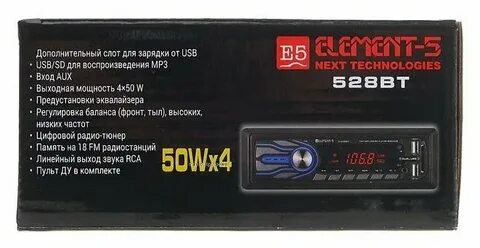 Дополнительный слот для зарядки от USB
• USB/SD для воспроизведения MP3
• Вход AUX
• Выходная мощность 4×50 W
• Предустановки эквалайзера
• Регулировка баланса (фронт, тыл), высоких,
низких частот
• Цифровой радио-тюнер
• Память на 18 FM радиостанций
• Линейный выход звука RCA
• Пульт ДУ в комплекте
E5
ELEMENT-5
NEXT TECHNOLOGIES
528BT
50Wx4
106.8